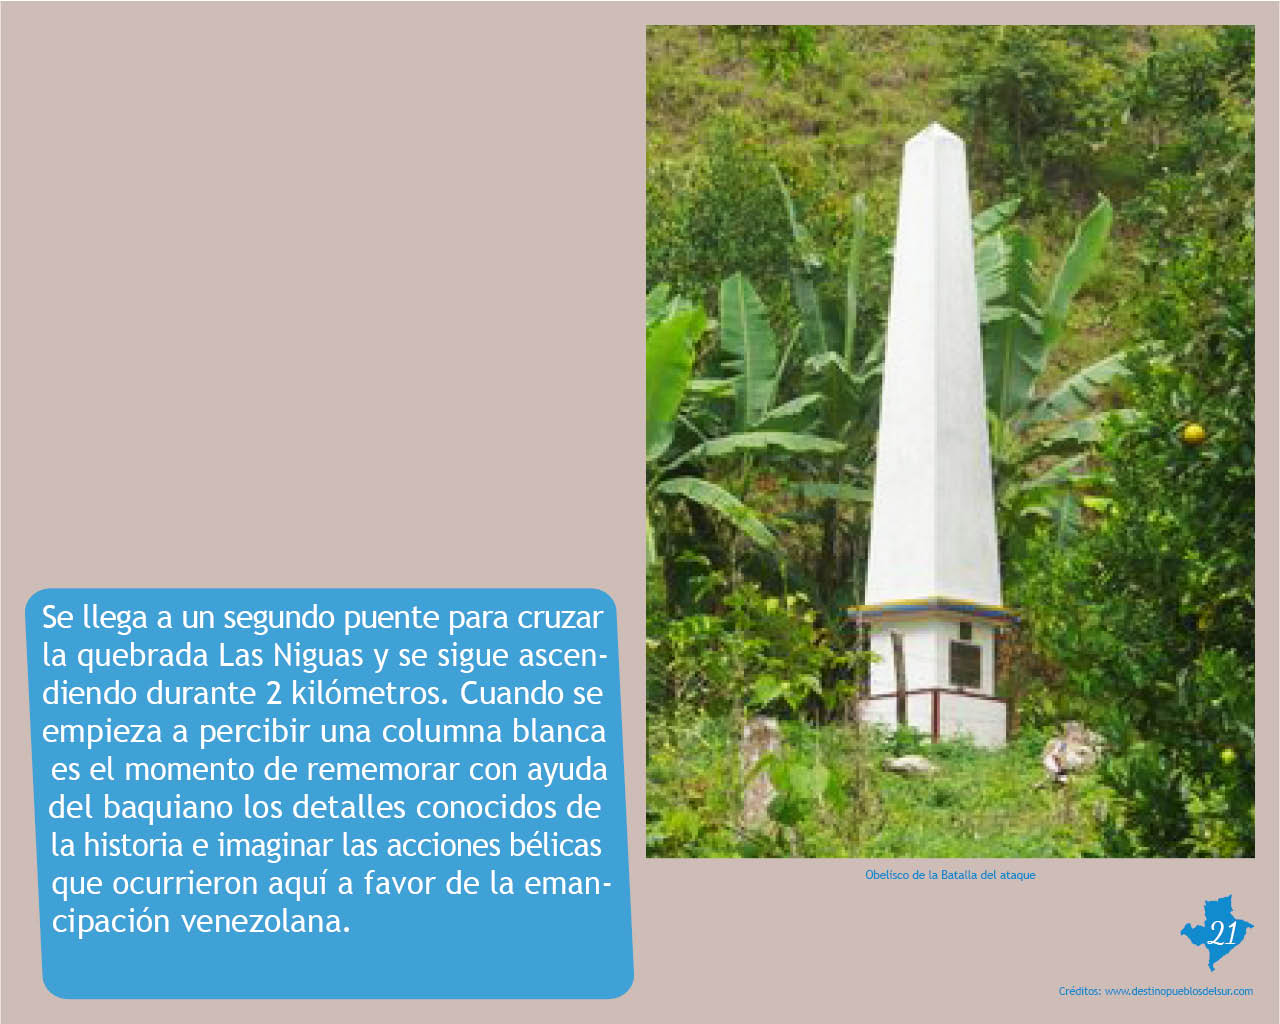 Se llega a un segundo puente para cruzar
la quebrada Las Niguas y se sigue ascen-
diendo durante 2 kilómetros. Cuando se
empieza a percibir una columna blanca
es el momento de rememorar con ayuda
del baquiano los detalles conocidos de
la historia e imaginar las acciones bélicas
que ocurrieron aquí a favor de la eman-
cipación venezolana.
Obelísco de la Batalla del ataque
21
Créditos: www.destinopueblosdelsur.com